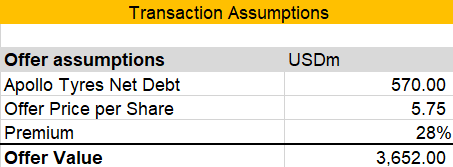 Transaction Assumptions
Offer assumptions USDm
Apollo Tyres Net Debt 570.00
Offer Price per Share 5.75
Premium 28%
Offer Value 3,652.00